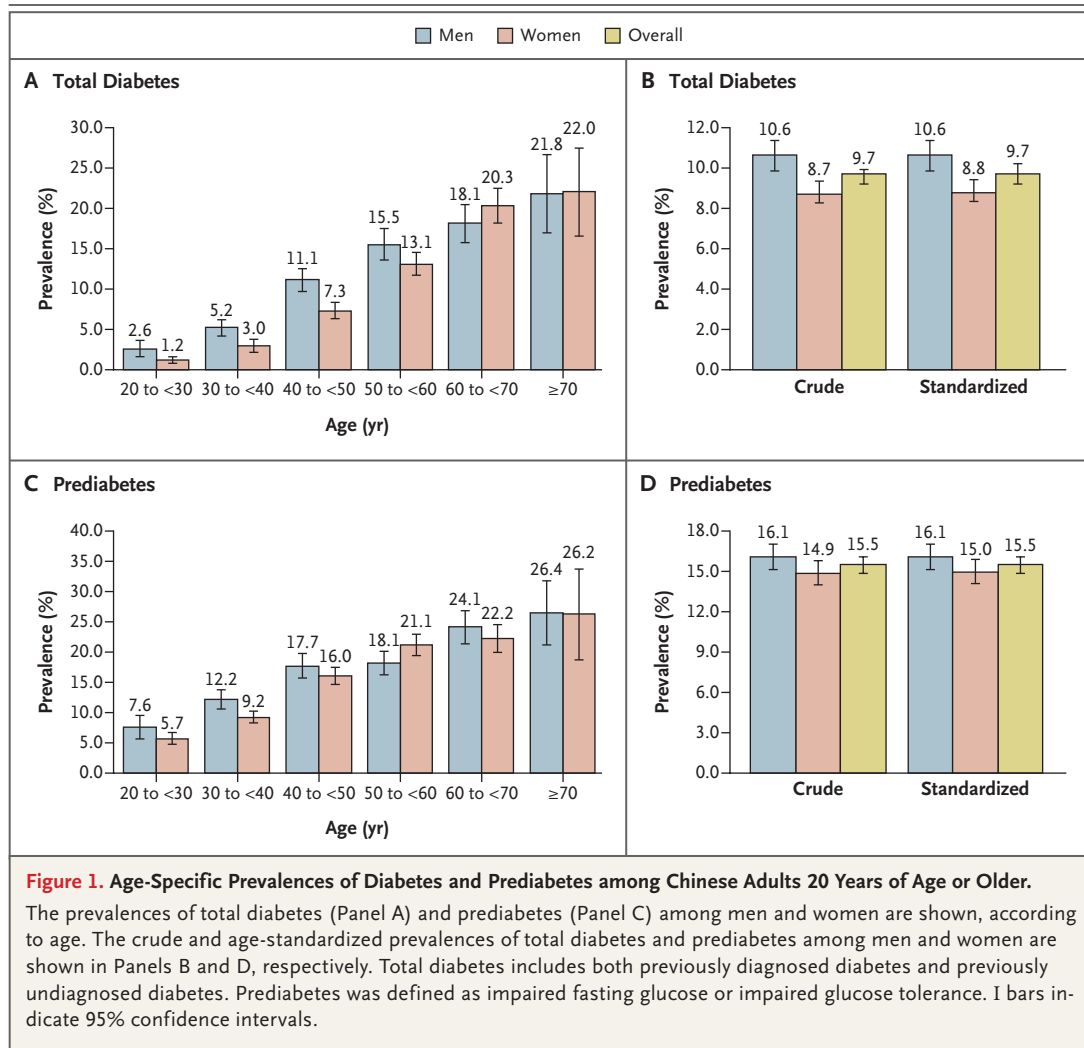 Men Women Overall
A Total Diabetes
30.0
25.0
20.0
15.0
10.0
5.0
0.0
Prevalence (%)
2.6 1.2 5.2 3.0 11.1 7.3 15.5 13.1 18.1 20.3 21.8 22.0
20 to <30 30 to <40 40 to <50 50 to <60 60 to <70 ≥70
Age (yr)
B Total Diabetes
12.0
10.0
8.0
6.0
4.0
2.0
0.0
Prevalence (%)
10.6 8.7 9.7 10.6 8.8 9.7
Crude Standardized
C Prediabetes
40.0
35.0
30.0
25.0
20.0
15.0
10.0
5.0
0.0
Prevalence (%)
7.6 5.7 12.2 9.2 17.7 16.0 18.1 21.1 24.1 22.2 26.4 26.2
20 to <30 30 to <40 40 to <50 50 to <60 60 to <70 ≥70
Age (yr)
D Prediabetes
18.0
15.0
12.0
9.0
6.0
3.0
0.0
Prevalence (%)
16.1 14.9 15.5 16.1 15.0 15.5
Crude Standardized
Figure 1. Age-Specific Prevalences of Diabetes and Prediabetes among Chinese Adults 20 Years of Age or Older.
The prevalences of total diabetes (Panel A) and prediabetes (Panel C) among men and women are shown, according
to age. The crude and age-standardized prevalences of total diabetes and prediabetes among men and women are
shown in Panels B and D, respectively. Total diabetes includes both previously diagnosed diabetes and previously
undiagnosed diabetes. Prediabetes was defined as impaired fasting glucose or impaired glucose tolerance. I bars in-
dicate 95% confidence intervals.